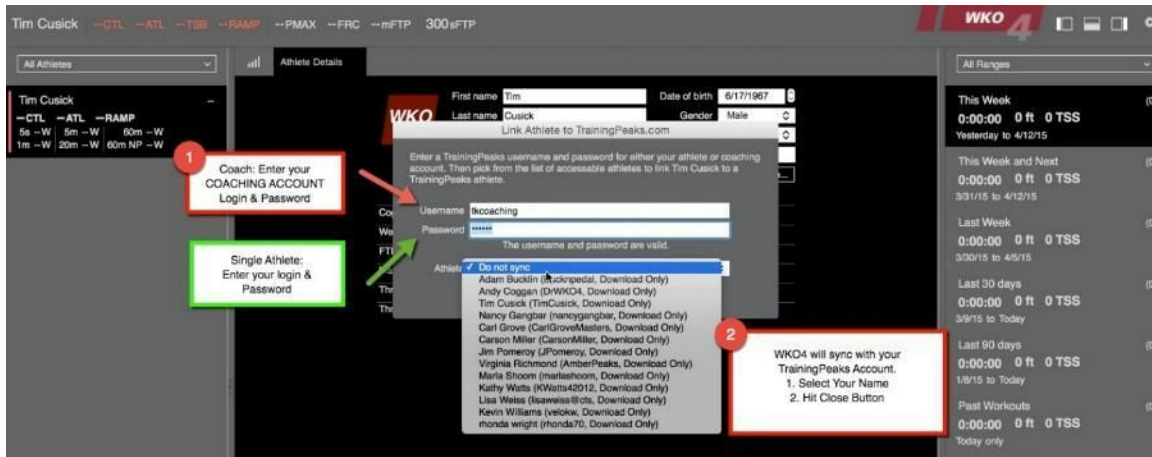 Tim Cusick --CTL --ATL --TSB --RAMP --PMAX --FRC --mFTP 300sFTP
WKO 4
All Athletes
Athlete Details
All Ranges
Tim Cusick --
--CTL --ATL --RAMP
5s --W 5m --W 60m --W
1m --W 20m --W 60m NP --W
WKO
First name Tim
Date of birth 6/17/1967
Last name Cusick
Gender Male
Link Athlete to TrainingPeaks.com
Enter a TrainingPeaks username and password for either your athlete or coaching
account. Then pick from the list of accessable athletes to link Tim Cusick to a
TrainingPeaks athlete.
Username tkcoaching
Password ••••••
The username and password are valid.
Athlete
✓ Do not sync
Adam Bucklin (, Download Only)
Andy Coggan (DrWKO4, Download Only)
Tim Cusick (TimCusick, Download Only)
Nancy Gangbar (nancygangbar, Download Only)
Carl Grove (CarlGroveMasters, Download Only)
Carson Miller (CarsonMiller, Download Only)
Jim Pomeroy (JPomeroy, Download Only)
Virginia Richmond (AmberPeaks, Download Only)
Marla Shoom (marlashoom, Download Only)
Kathy Watts (KWatts42012, Download Only)
Lisa Weiss (lisaweiss@cts, Download Only)
Kevin Williams (velokw, Download Only)
rhonda wright (rhonda70, Download Only)
1
Coach: Enter your
COACHING ACCOUNT
Login & Password
Single Athlete:
Enter your login &
Password
2
WKO4 will sync with your
TrainingPeaks Account.
1. Select Your Name
2. Hit Close Button
This Week
0:00:00 0 ft 0 TSS
Yesterday to 4/12/15
This Week and Next
0:00:00 0 ft 0 TSS
3/31/15 to 4/12/15
Last Week
0:00:00 0 ft 0 TSS
3/30/15 to 4/5/15
Last 30 days
0:00:00 0 ft 0 TSS
3/9/15 to Today
Last 90 days
0:00:00 0 ft 0 TSS
1/8/15 to Today
Past Workouts
0:00:00 0 ft 0 TSS
Today only